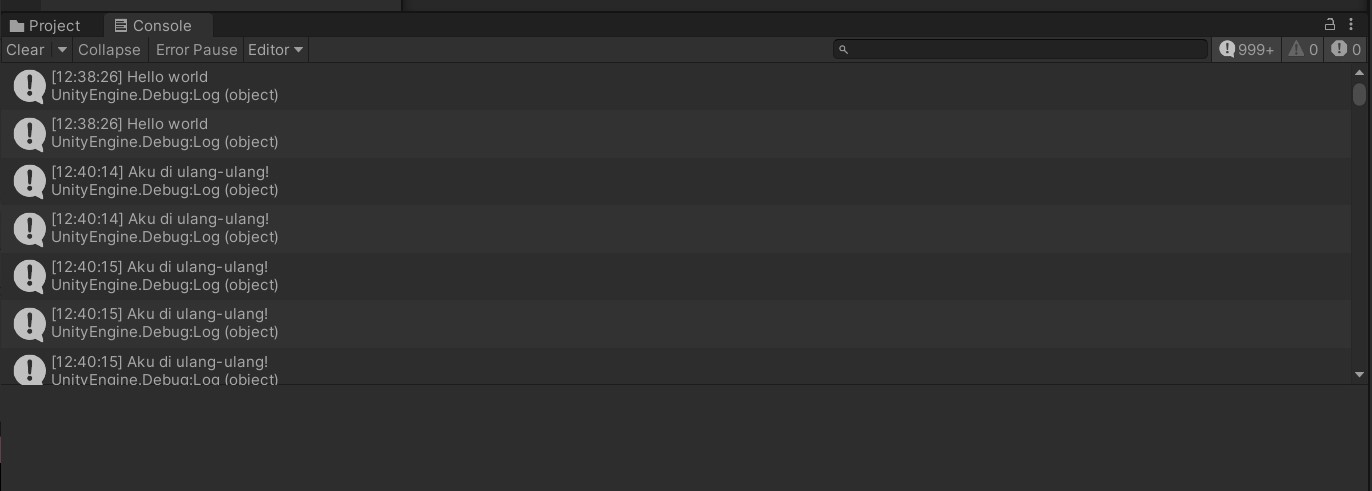 Project Console
Clear Collapse Error Pause Editor 999+ 0 0
[12:38:26] Hello world
UnityEngine.Debug:Log (object)
[12:38:26] Hello world
UnityEngine.Debug:Log (object)
[12:40:14] Aku di ulang-ulang!
UnityEngine.Debug:Log (object)
[12:40:14] Aku di ulang-ulang!
UnityEngine.Debug:Log (object)
[12:40:15] Aku di ulang-ulang!
UnityEngine.Debug:Log (object)
[12:40:15] Aku di ulang-ulang!
UnityEngine.Debug:Log (object)
[12:40:15] Aku di ulang-ulang!
UnityEngine.Debug:Log (object)